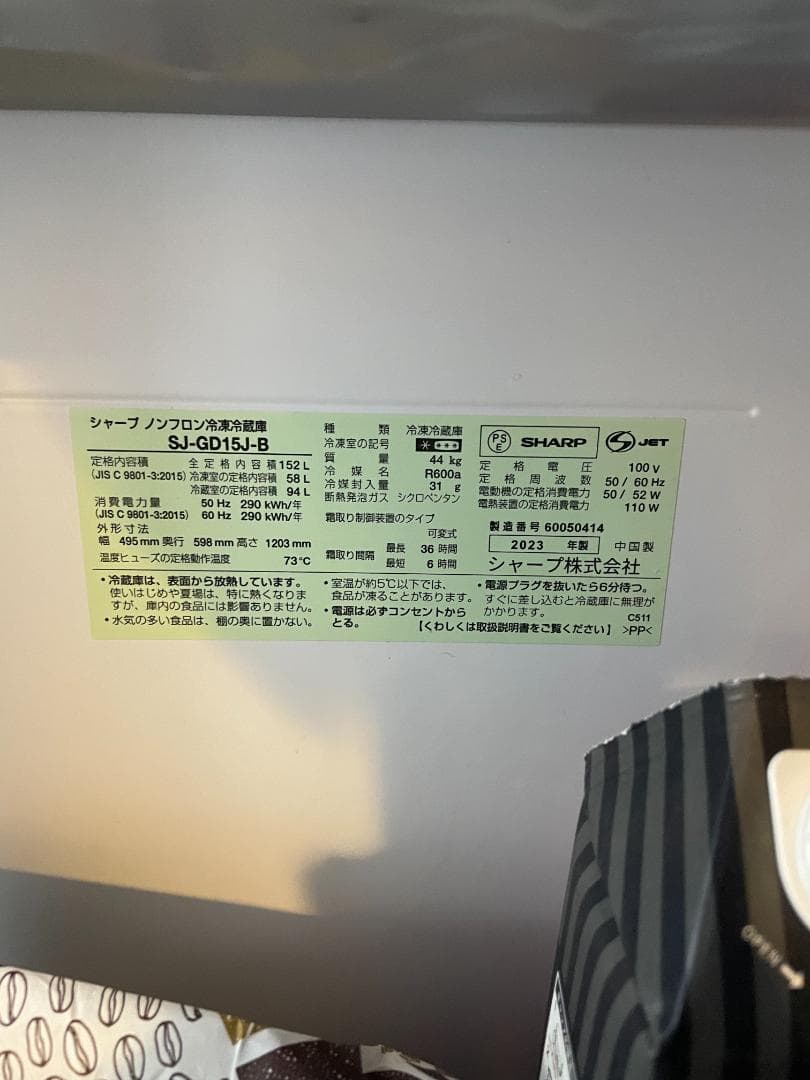 シャープ ノンフロン冷凍冷蔵庫
SJ-GD15J-B
定格内容積 全定格内容積 152 L
(JIS C 9801-3:2015) 冷凍室の定格内容積 58 L
冷蔵室の定格内容積 94 L
消費電力量 50 Hz 290 kWh/年
(JIS C 9801-3:2015) 60 Hz 290 kWh/年
外形寸法
幅 495 mm 奥行 598 mm 高さ 1203 mm
温度ヒューズの定格動作温度 73℃
種類 冷凍冷蔵庫
冷凍室の記号
質量 44 kg
冷媒名 R600a
冷媒封入量 31 g
断熱発泡ガス シクロペンタン
霜取り制御装置のタイプ
可変式
霜取り間隔 最長 36 時間
最短 6 時間
PS
E
SHARP
JET
定格電圧 100 V
定格周波数 50 / 60 Hz
電動機の定格消費電力 50 / 52 W
電熱装置の定格消費電力 110 W
製造番号 60050414
2023 年製 中国製
シャープ株式会社
・冷蔵庫は、表面から放熱しています。
使いはじめや夏場は、特に熱くなりま
すが、庫内の食品には影響ありません。
・水気の多い食品は、棚の奥に置かない。
・室温が約5℃以下では、
食品が凍ることがあります。
・電源は必ずコンセントから
とる。
・電源プラグを抜いたら6分待つ。
すぐに差し込むと冷蔵庫に無理が
かかります。
C511
【くわしくは取扱説明書をご覧ください】 >PP<
OPEN